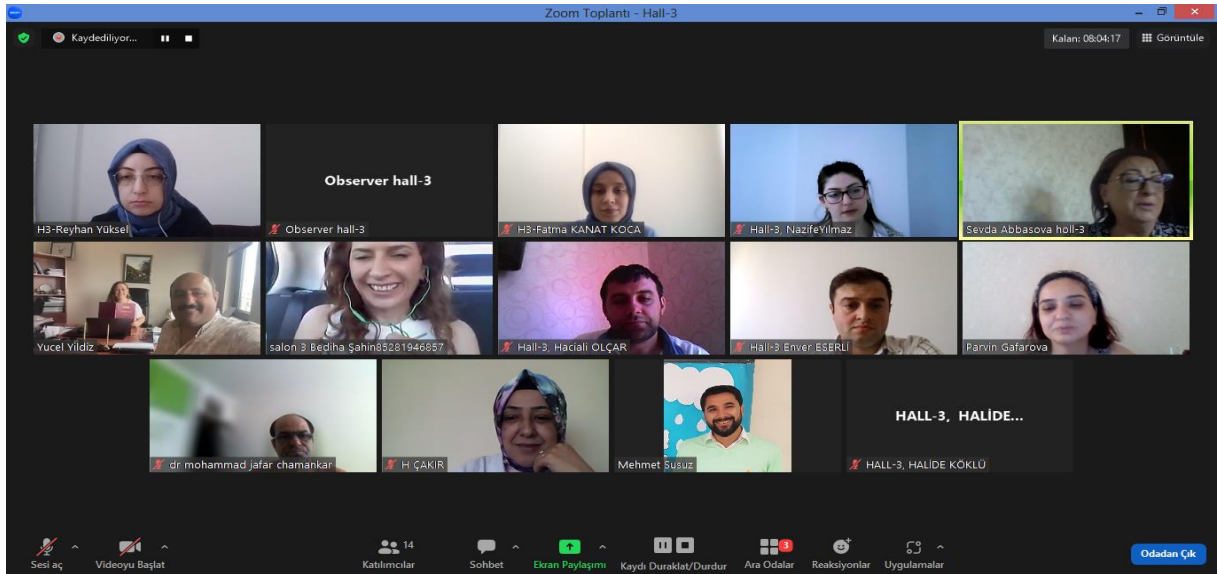 zoom
Zoom Toplantı - Hall-3
Kaydediliyor...
Kalan: 08:04:17
Görüntüle
H3-Reyhan Yüksel
Observer hall-3
Observer hall-3
H3-Fatma KANAT KOCA
Hall-3, NazifeYılmaz
Sevda Abbasova holl-3
Yucel Yildiz
salon 3 Bediha Şahin85281946857
Hall-3, Haciali OLÇAR
Hall-3 Enver ESERLİ
Parvin Gafarova
dr mohammad jafar chamankar
H ÇAKIR
Mehmet Susuz
HALL-3, HALİDE...
HALL-3, HALİDE KÖKLÜ
Sesi aç
Videoyu Başlat
14
Katılımcılar
Sohbet
Ekran Paylaşımı
Kaydı Duraklat/Durdur
3
Ara Odalar
Reaksiyonlar
Uygulamalar
Odadan Çık